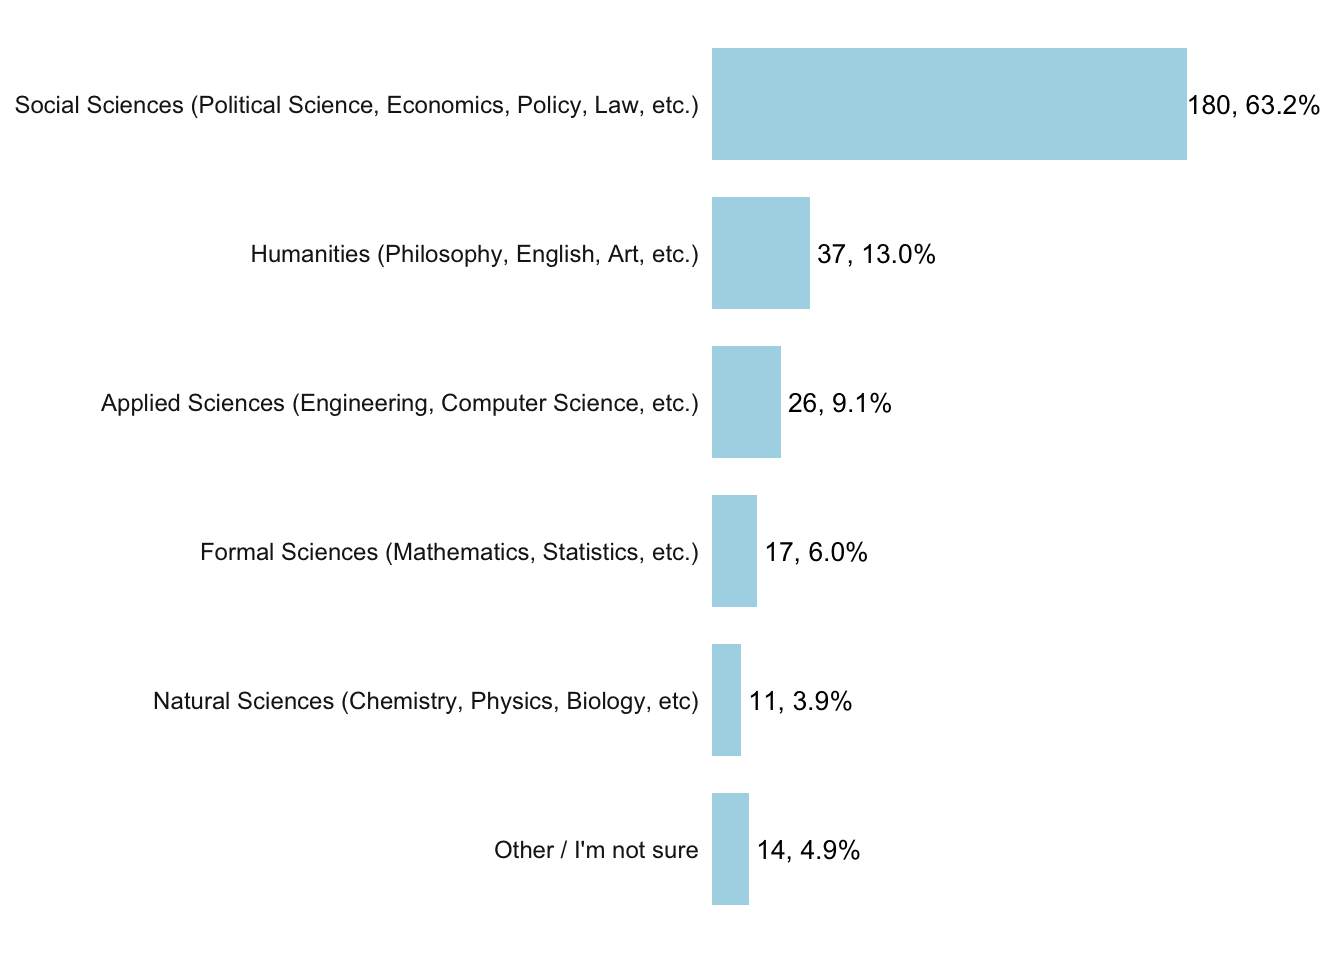 Social Sciences (Political Science, Economics, Policy, Law, etc.) 180, 63.2%
Humanities (Philosophy, English, Art, etc.) 37, 13.0%
Applied Sciences (Engineering, Computer Science, etc.) 26, 9.1%
Formal Sciences (Mathematics, Statistics, etc.) 17, 6.0%
Natural Sciences (Chemistry, Physics, Biology, etc) 11, 3.9%
Other / I'm not sure 14, 4.9%